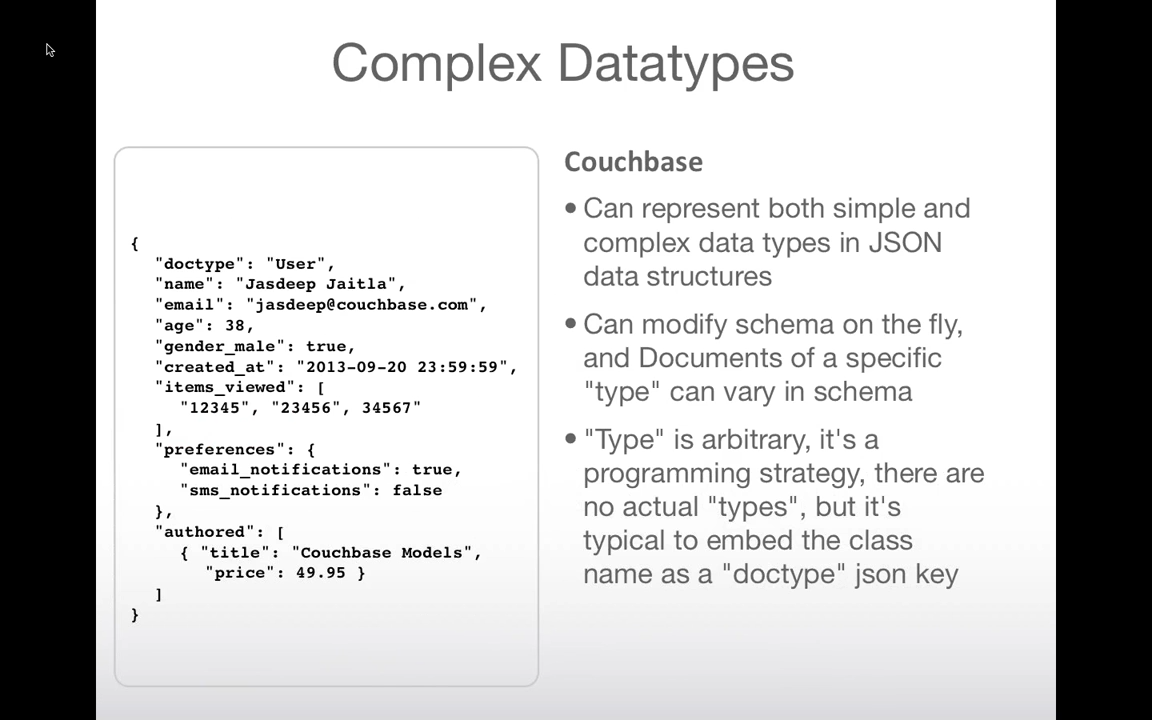 Complex Datatypes
{
"doctype": "User",
"name": "Jasdeep Jaitla",
"email": "jasdeep@couchbase.com",
"age": 38,
"gender_male": true,
"created_at": "2013-09-20 23:59:59",
"items_viewed": [
"12345", "23456", 34567"
],
"preferences": {
"email_notifications": true,
"sms_notifications": false
},
"authored": [
{ "title": "Couchbase Models",
"price": 49.95 }
]
}
Couchbase
• Can represent both simple and
complex data types in JSON
data structures
• Can modify schema on the fly,
and Documents of a specific
"type" can vary in schema
• "Type" is arbitrary, it's a
programming strategy, there are
no actual "types", but it's
typical to embed the class
name as a "doctype" json key